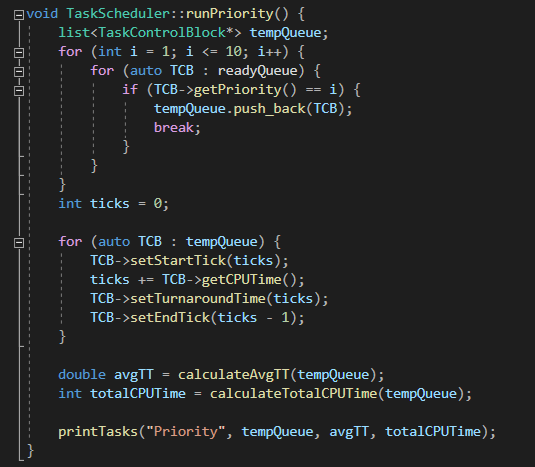 void TaskScheduler::runPriority() {
    list<TaskControlBlock*> tempQueue;
    for (int i = 1; i <= 10; i++) {
        for (auto TCB : readyQueue) {
            if (TCB->getPriority() == i) {
                tempQueue.push_back(TCB);
                break;
            }
        }
    }
    int ticks = 0;

    for (auto TCB : tempQueue) {
        TCB->setStartTick(ticks);
        ticks += TCB->getCPUTime();
        TCB->setTurnaroundTime(ticks);
        TCB->setEndTick(ticks - 1);
    }

    double avgTT = calculateAvgTT(tempQueue);
    int totalCPUTime = calculateTotalCPUTime(tempQueue);

    printTasks("Priority", tempQueue, avgTT, totalCPUTime);
}